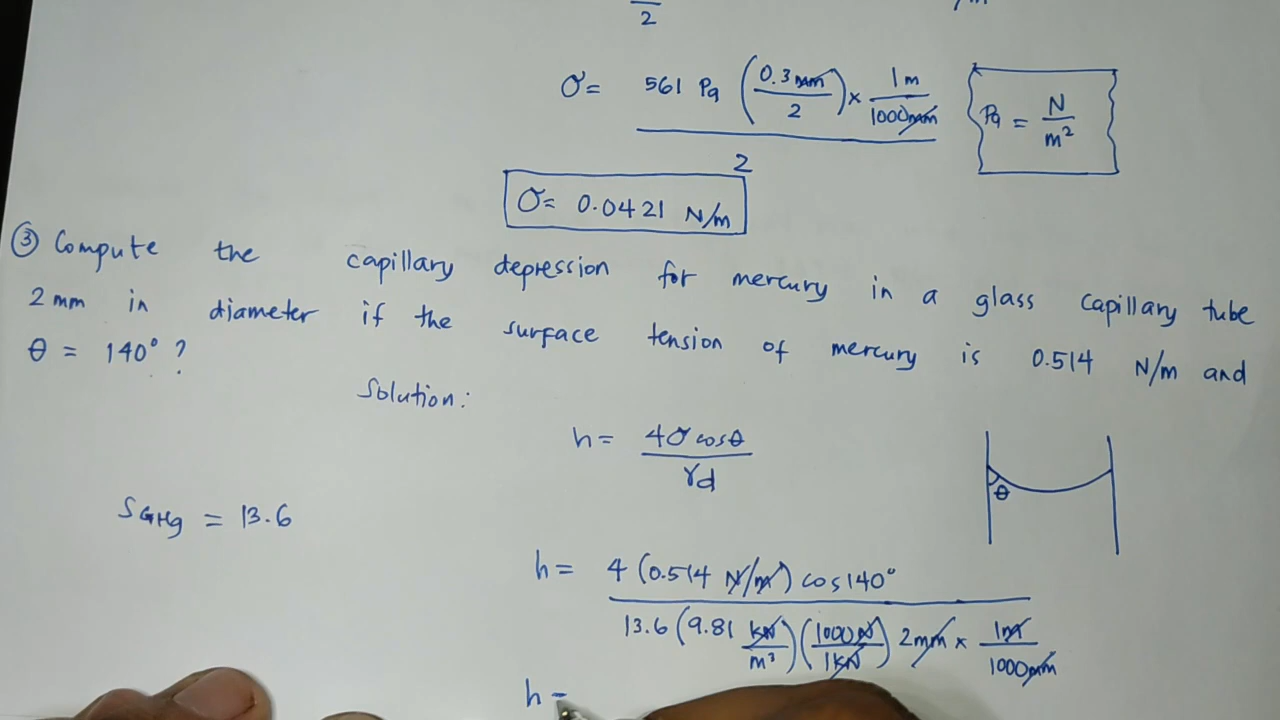 2
σ = 561 Pa (0.3 mm / 2) × 1 m / 1000 mm
2
Pa = N / m²
σ = 0.0421 N/m
③ Compute the capillary depression for mercury in a glass capillary tube
2 mm in diameter if the surface tension of mercury is 0.514 N/m and
θ = 140° ?
Solution:
h = 4σ cosθ / γd
θ
SGHg = 13.6
h = 4 (0.514 N/m) cos 140°
13.6 (9.81 kN / m³) (1000 N / 1 kN) 2 mm × 1 m / 1000 mm
h =